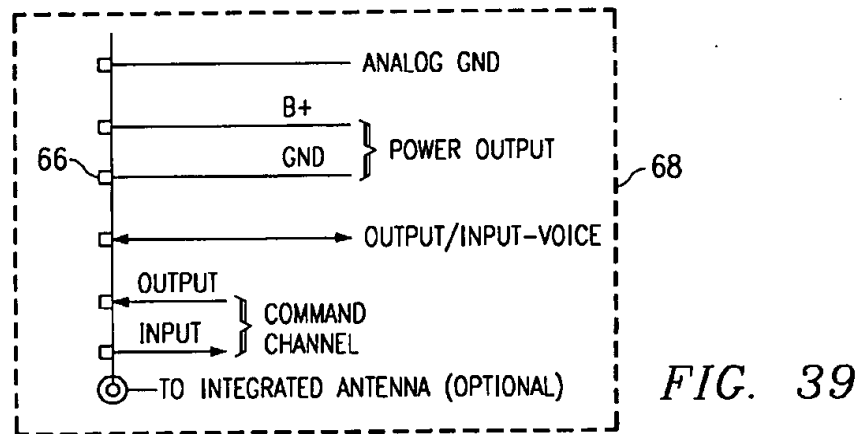 ANALOG GND
B+
66
GND
POWER OUTPUT
68
OUTPUT/INPUT-VOICE
OUTPUT
INPUT
COMMAND
CHANNEL
TO INTEGRATED ANTENNA (OPTIONAL)
FIG. 39